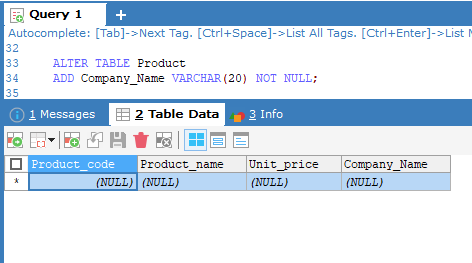 Query 1
Autocomplete: [Tab]->Next Tag. [Ctrl+Space]->List All Tags. [Ctrl+Enter]->List
32
33 ALTER TABLE Product
34 ADD Company_Name VARCHAR(20) NOT NULL;
35
1 Messages 2 Table Data 3 Info
Product_code Product_name Unit_price Company_Name
* (NULL) (NULL) (NULL) (NULL)